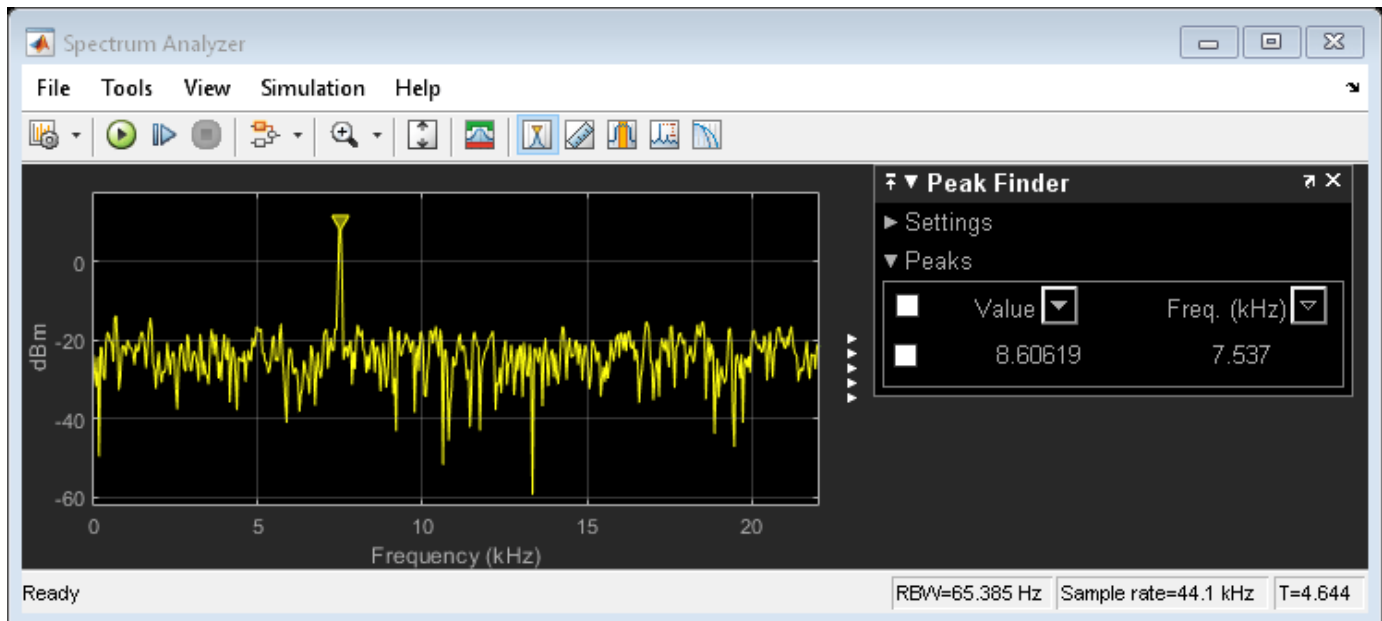 Spectrum Analyzer
File Tools View Simulation Help
Peak Finder
Settings
Peaks
Value Freq. (kHz)
8.60619 7.537
dBm
0
-20
-40
-60
0 5 10 15 20
Frequency (kHz)
Ready RBW=65.385 Hz Sample rate=44.1 kHz T=4.644